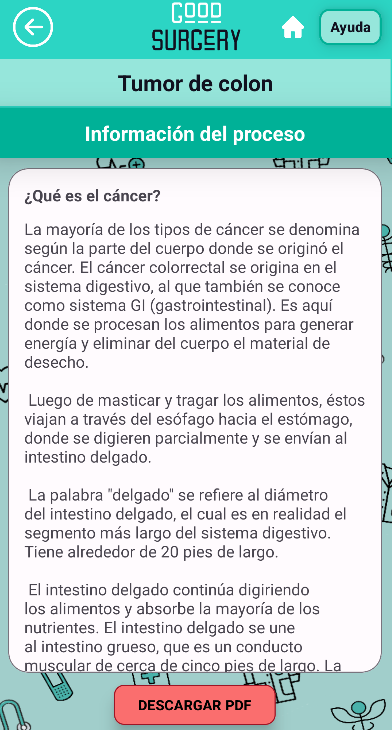 GOOD
SURGERY
Ayuda
Tumor de colon
Información del proceso
¿Qué es el cáncer?
La mayoría de los tipos de cáncer se denomina
según la parte del cuerpo donde se originó el
cáncer. El cáncer colorrectal se origina en el
sistema digestivo, al que también se conoce
como sistema GI (gastrointestinal). Es aquí
donde se procesan los alimentos para generar
energía y eliminar del cuerpo el material de
desecho.
Luego de masticar y tragar los alimentos, éstos
viajan a través del esófago hacia el estómago,
donde se digieren parcialmente y se envían al
intestino delgado.
La palabra "delgado" se refiere al diámetro
del intestino delgado, el cual es en realidad el
segmento más largo del sistema digestivo.
Tiene alrededor de 20 pies de largo.
El intestino delgado continúa digiriendo
los alimentos y absorbe la mayoría de los
nutrientes. El intestino delgado se une
al intestino grueso, que es un conducto
muscular de cerca de cinco pies de largo. La
DESCARGAR PDF